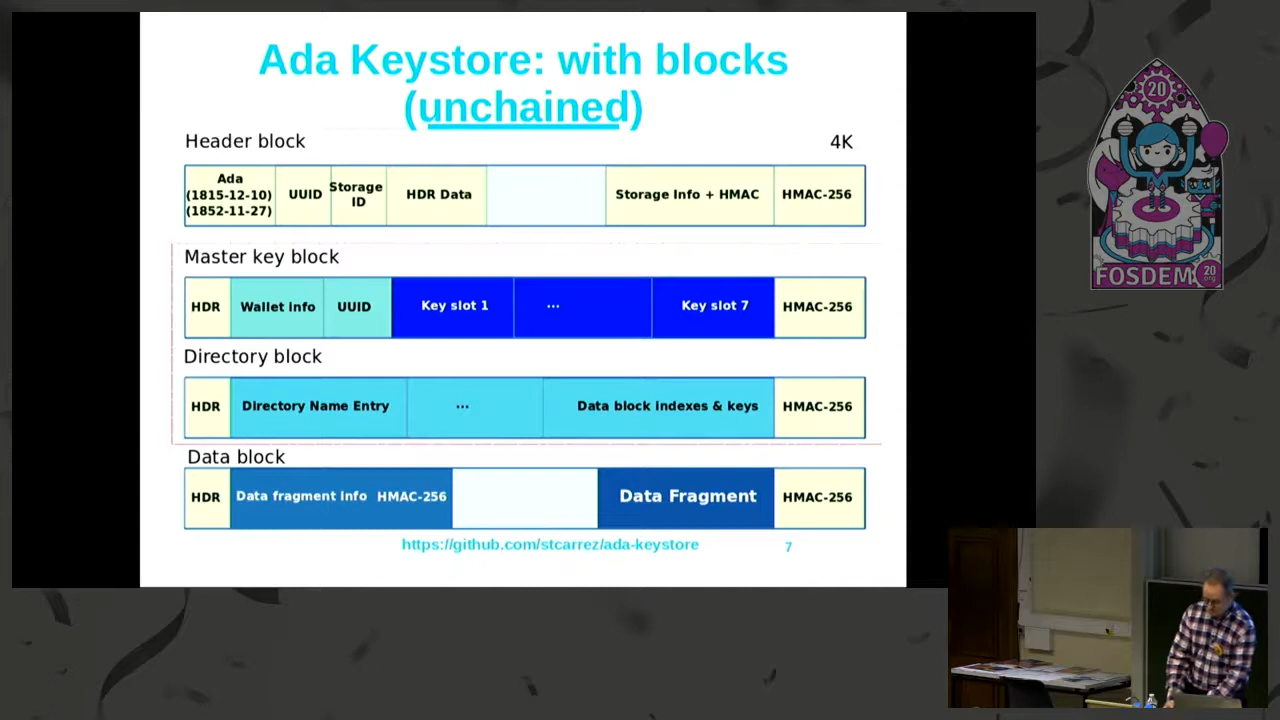 Ada Keystore: with blocks
(unchained)
Header block
4K
Ada
(1815-12-10)
(1852-11-27)
UUID
Storage
ID
HDR Data
Storage Info + HMAC
HMAC-256
Master key block
HDR
Wallet info
UUID
Key slot 1
...
Key slot 7
HMAC-256
Directory block
HDR
Directory Name Entry
...
Data block indexes & keys
HMAC-256
Data block
HDR
Data fragment info
HMAC-256
Data Fragment
HMAC-256
https://github.com/stcarrez/ada-keystore
7
20
FOSDEM
20
.org